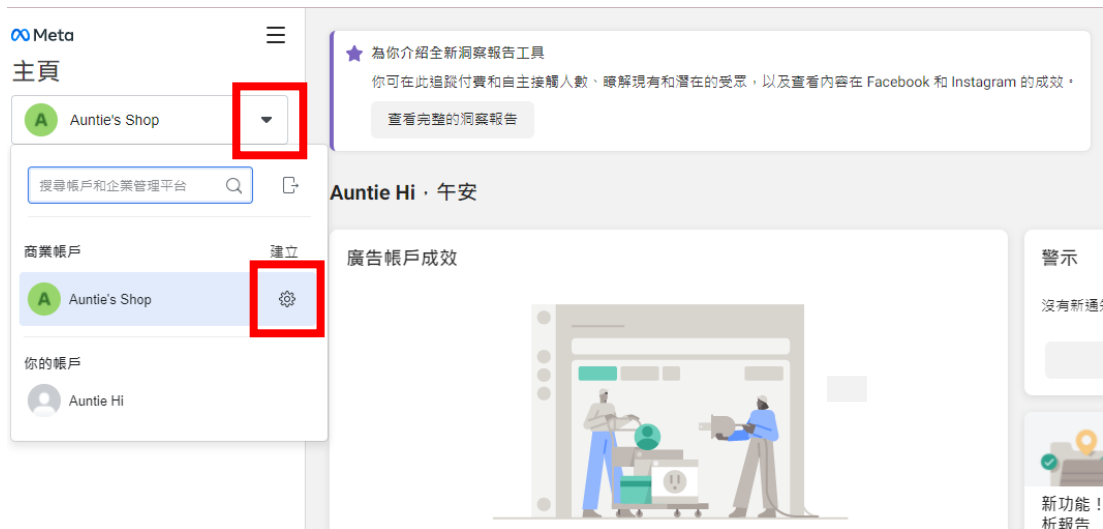 Meta
主頁
A Auntie's Shop
搜尋帳戶和企業管理平台
商業帳戶 建立
A Auntie's Shop
你的帳戶
Auntie Hi
為你介紹全新洞察報告工具
你可在此追蹤付費和自主接觸人數、瞭解現有和潛在的受眾，以及查看內容在 Facebook 和 Instagram 的成效。
查看完整的洞察報告
Auntie Hi，午安
廣告帳戶成效
警示
沒有新通
新功能！
析報告